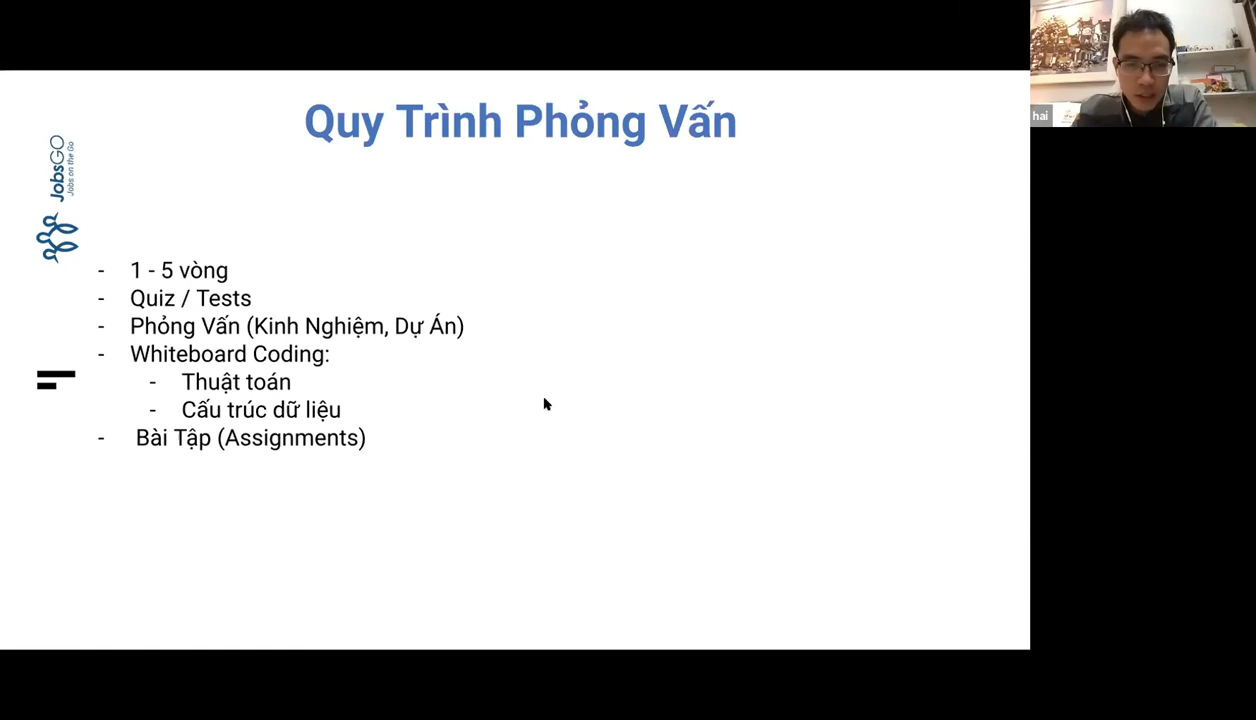 Quy Trình Phỏng Vấn
hai
JobsGO
Jobs on the Go
- 1 - 5 vòng
- Quiz / Tests
- Phỏng Vấn (Kinh Nghiệm, Dự Án)
- Whiteboard Coding:
- Thuật toán
- Cấu trúc dữ liệu
- Bài Tập (Assignments)